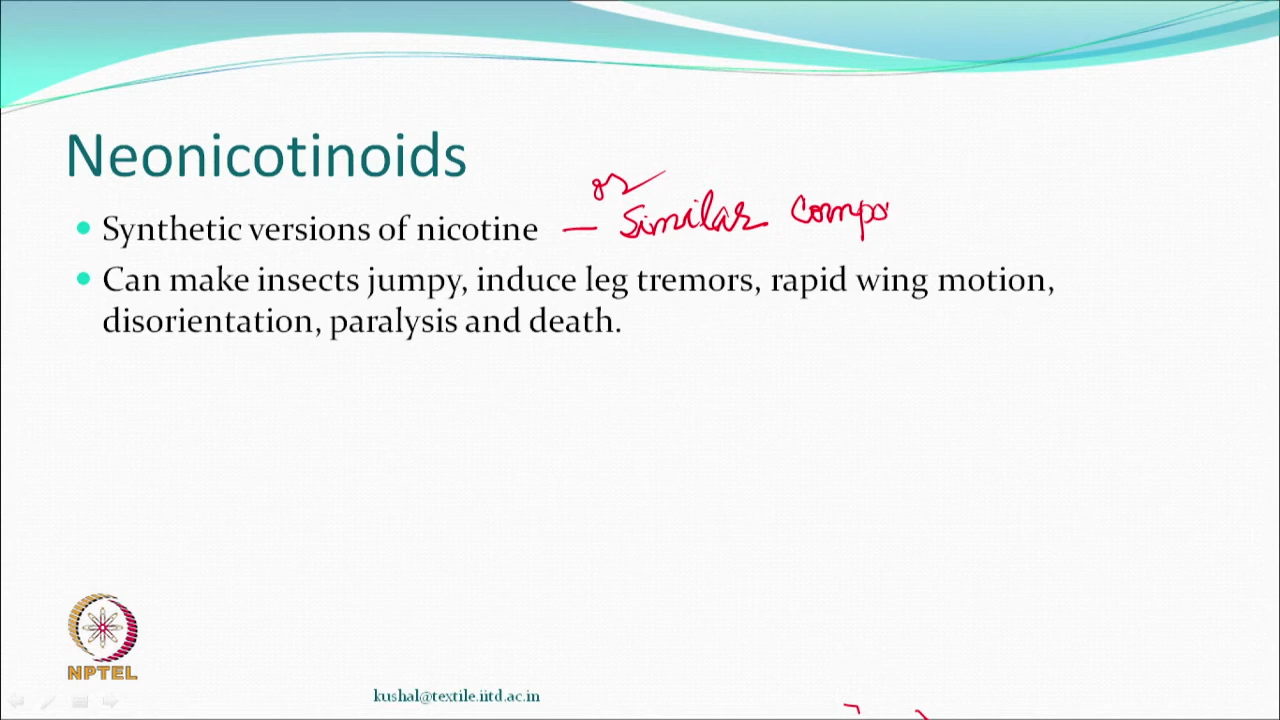 Neonicotinoids
or
• Synthetic versions of nicotine — Similar compo
• Can make insects jumpy, induce leg tremors, rapid wing motion,
disorientation, paralysis and death.
NPTEL
kushal@textile.iitd.ac.in